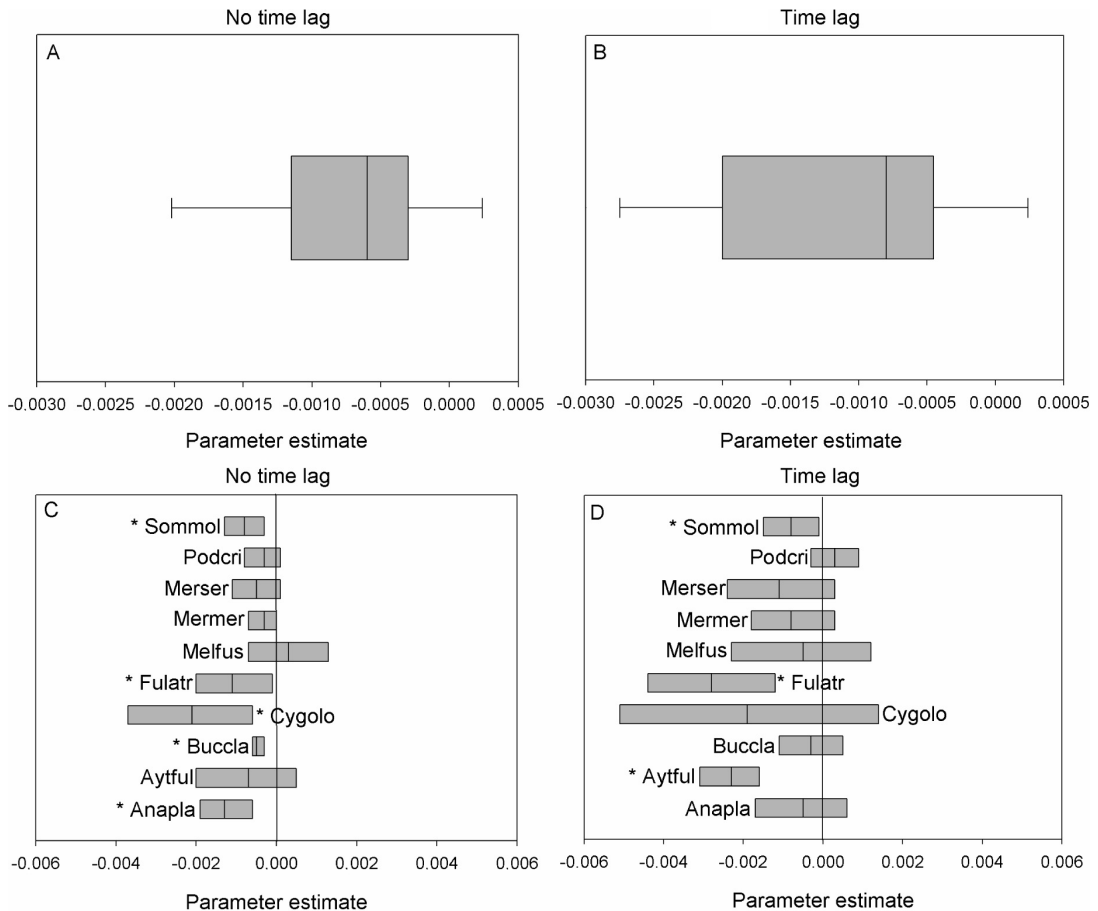 No time lag
A
-0.0030 -0.0025 -0.0020 -0.0015 -0.0010 -0.0005 0.0000 0.0005
Parameter estimate
Time lag
B
-0.0030 -0.0025 -0.0020 -0.0015 -0.0010 -0.0005 0.0000 0.0005
Parameter estimate
No time lag
C
* Sommol
Podcri
Merser
Mermer
Melfus
* Fulatr
* Cygolo
* Buccla
Aytful
* Anapla
-0.006 -0.004 -0.002 0.000 0.002 0.004 0.006
Parameter estimate
Time lag
D
* Sommol
Podcri
Merser
Mermer
Melfus
* Fulatr
Cygolo
Buccla
* Aytful
Anapla
-0.006 -0.004 -0.002 0.000 0.002 0.004 0.006
Parameter estimate